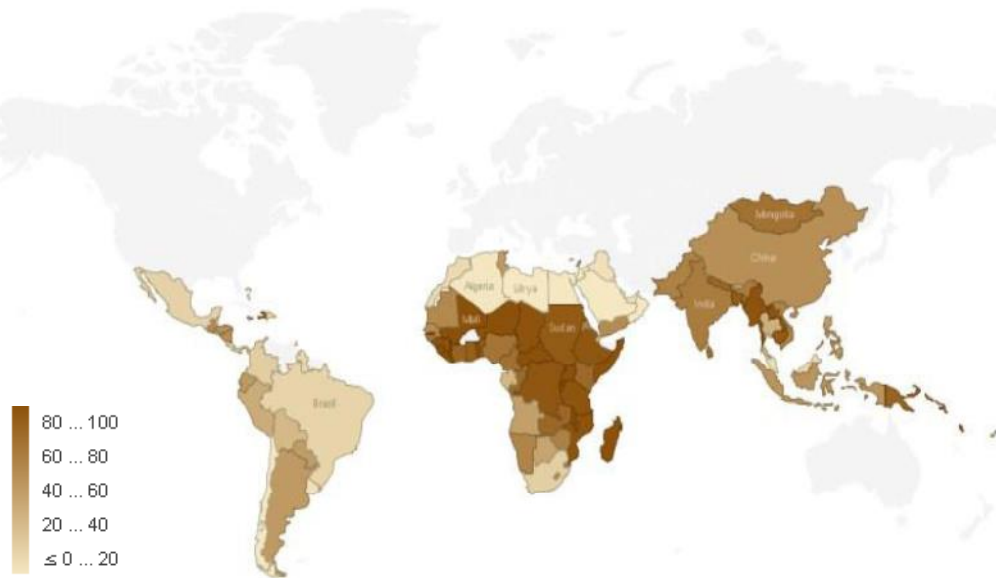 Mongolia
China
Algeria
Libya
India
Mali
Sudan
Brazil
80 ... 100
60 ... 80
40 ... 60
20 ... 40
≤ 0 ... 20